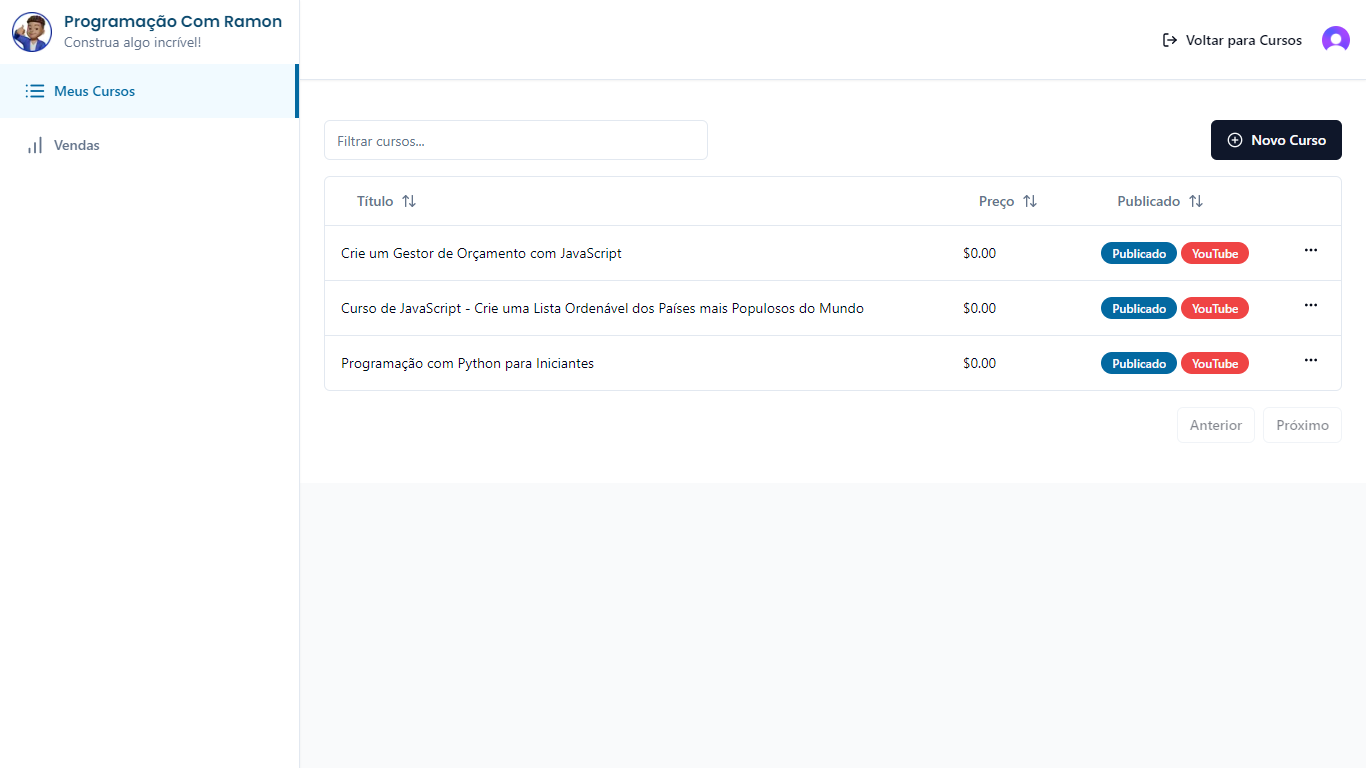 Programação Com Ramon
Construa algo incrível!
Voltar para Cursos
Meus Cursos
Vendas
Filtrar cursos...
Novo Curso
Título Preço Publicado
Crie um Gestor de Orçamento com JavaScript $0.00 Publicado YouTube ...
Curso de JavaScript - Crie uma Lista Ordenável dos Países mais Populosos do Mundo $0.00 Publicado YouTube ...
Programação com Python para Iniciantes $0.00 Publicado YouTube ...
Anterior Próximo